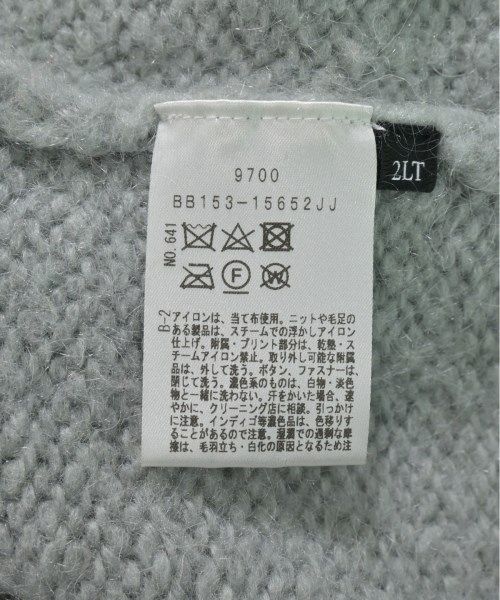 9700
BB153-15652JJ
2LT
NO.641
F
W
B-2
アイロンは、当て布使用。ニットや毛足の
ある製品は、スチームでの浮かしアイロン
仕上げ。附属・プリント部分は、乾熱・ス
チームアイロン禁止。取り外し可能な附属
品は、外して洗う。ボタン、ファスナーは
閉じて洗う。濃色系のものは、白物・淡色
物と一緒に洗わない。汗をかいた場合、速
やかに、クリーニング店に相談。引っかけ
に注意。インディゴ等濃色品は、色移りす
ることがあるので注意。湿潤での過剰な摩
擦は、毛羽立ち・白化の原因となるため注